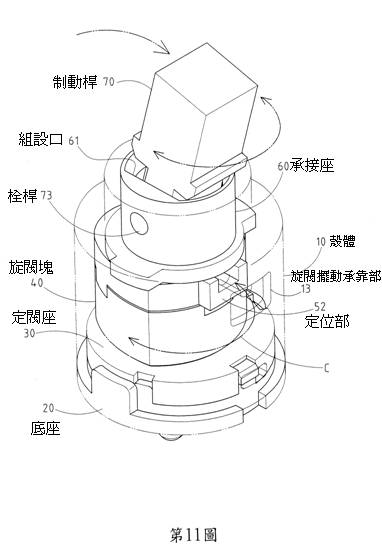 制動桿 70
組設口 61
60 承接座
栓桿 73
10 殼體
旋閥塊
40
旋閥擺動承靠部
13
52
定位部
定閥座
30
C
20
底座
第11圖